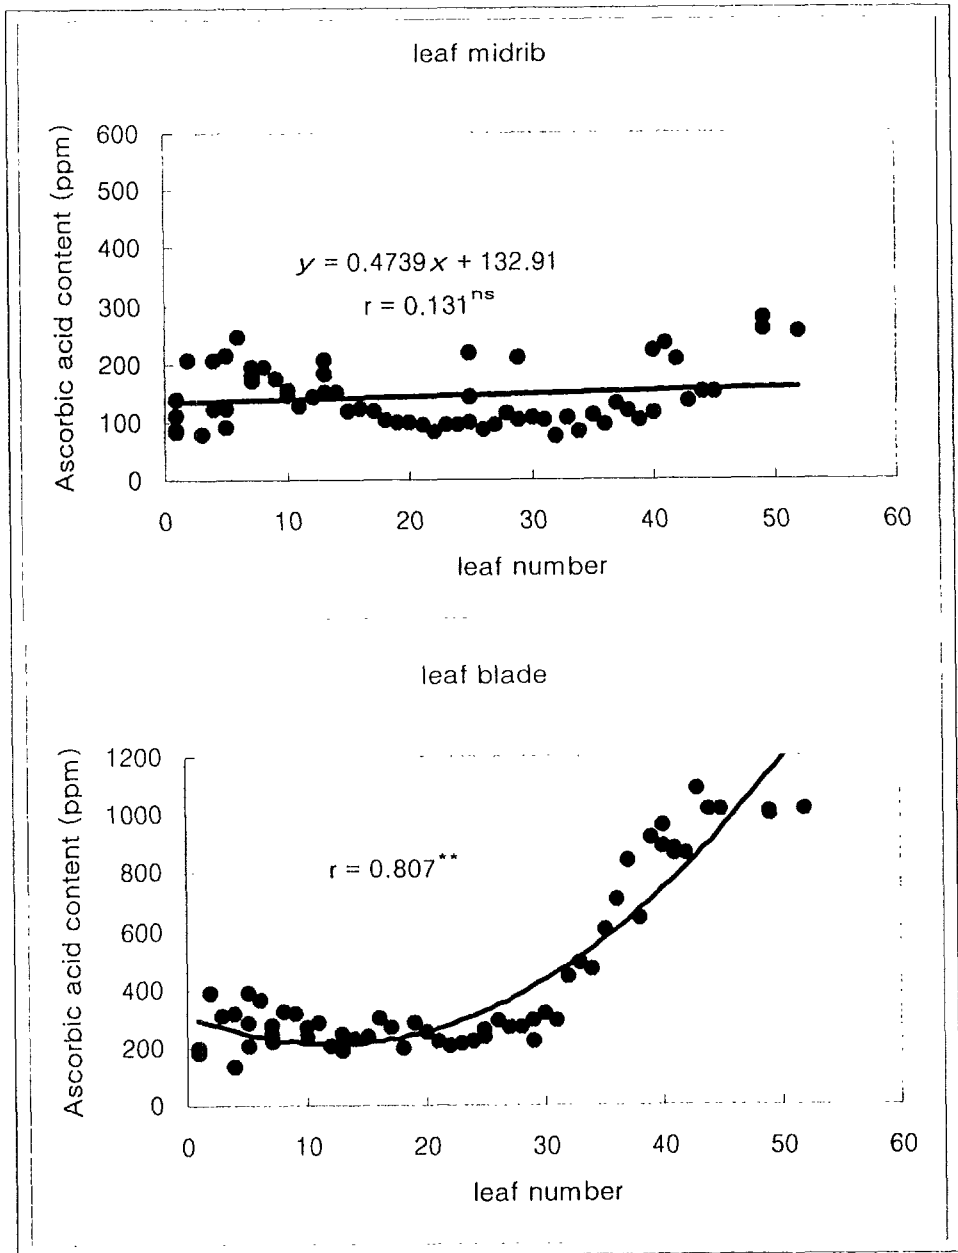 leaf midrib
Ascorbic acid content (ppm)
600
500
400
300
200
100
0
y = 0.4739x + 132.91
r = 0.131ns
0 10 20 30 40 50 60
leaf number
leaf blade
Ascorbic acid content (ppm)
1200
1000
800
600
400
200
0
r = 0.807**
0 10 20 30 40 50 60
leaf number